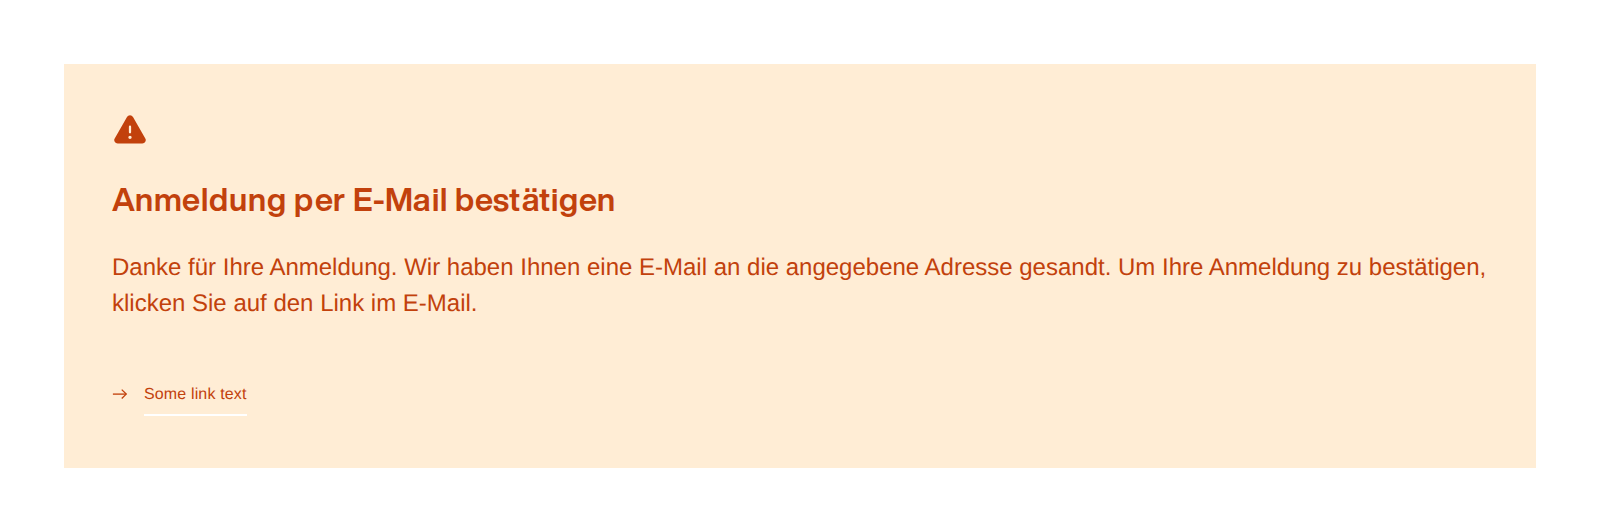 Anmeldung per E-Mail bestätigen
Danke für Ihre Anmeldung. Wir haben Ihnen eine E-Mail an die angegebene Adresse gesandt. Um Ihre Anmeldung zu bestätigen,
klicken Sie auf den Link im E-Mail.
Some link text